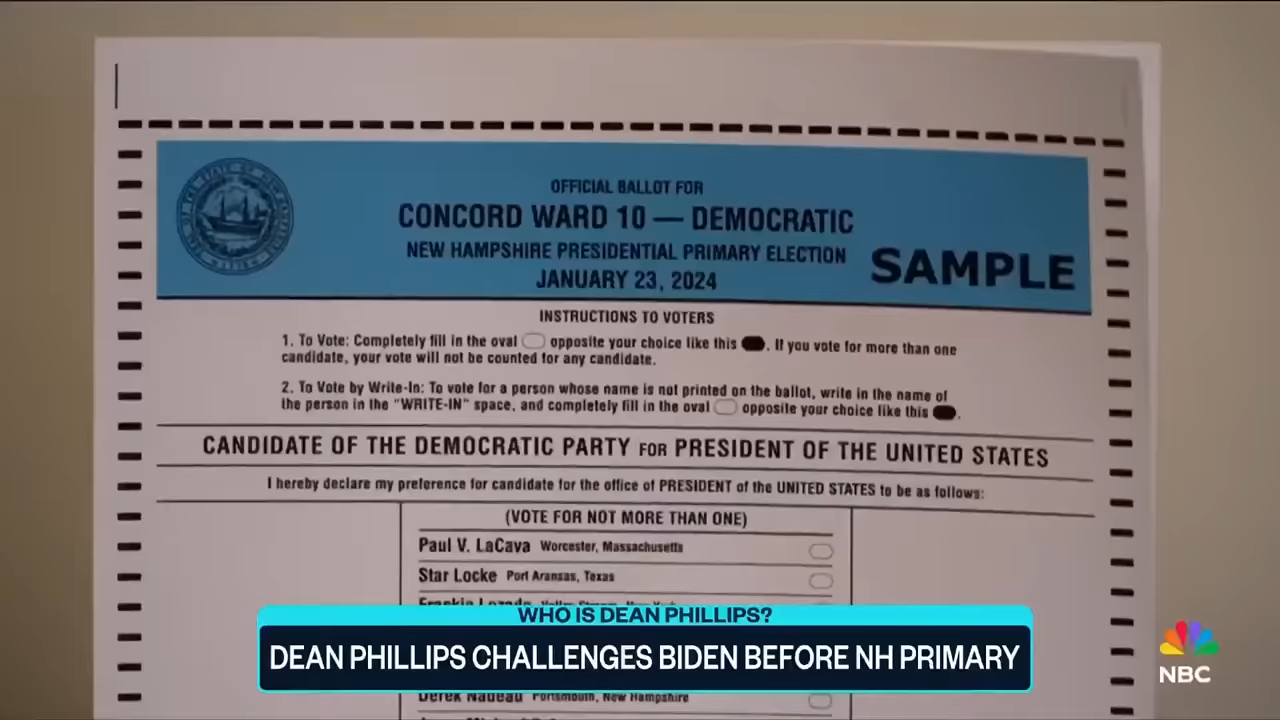 OFFICIAL BALLOT FOR
CONCORD WARD 10 — DEMOCRATIC
NEW HAMPSHIRE PRESIDENTIAL PRIMARY ELECTION
JANUARY 23, 2024
SAMPLE
INSTRUCTIONS TO VOTERS
1. To Vote: Completely fill in the oval opposite your choice like this . If you vote for more than one
candidate, your vote will not be counted for any candidate.
2. To Vote by Write-In: To vote for a person whose name is not printed on the ballot, write in the name of
the person in the "WRITE-IN" space, and completely fill in the oval opposite your choice like this .
CANDIDATE OF THE DEMOCRATIC PARTY FOR PRESIDENT OF THE UNITED STATES
I hereby declare my preference for candidate for the office of PRESIDENT of the UNITED STATES to be as follows:
(VOTE FOR NOT MORE THAN ONE)
Paul V. LaCava Worcester, Massachusetts
Star Locke Port Aransas, Texas
WHO IS DEAN PHILLIPS?
DEAN PHILLIPS CHALLENGES BIDEN BEFORE NH PRIMARY
Derek Nadeau Portsmouth, New Hampshire
NBC